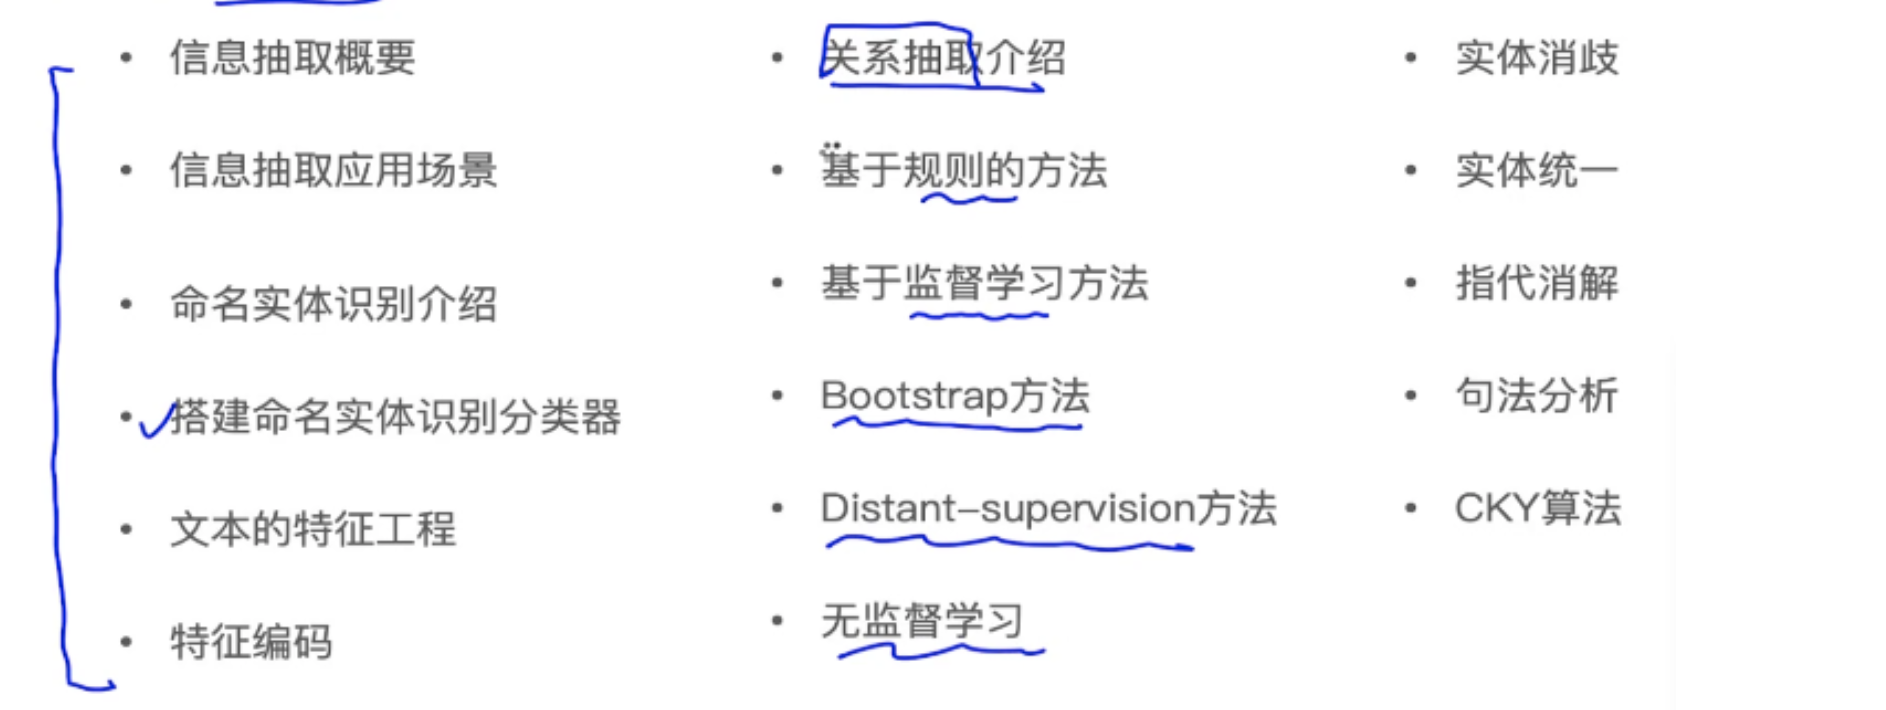 信息抽取概要
信息抽取应用场景
命名实体识别介绍
搭建命名实体识别分类器
文本的特征工程
特征编码
关系抽取介绍
基于规则的方法
基于监督学习方法
Bootstrap方法
Distant-supervision方法
无监督学习
实体消歧
实体统一
指代消解
句法分析
CKY算法